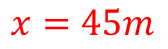 x = 45m